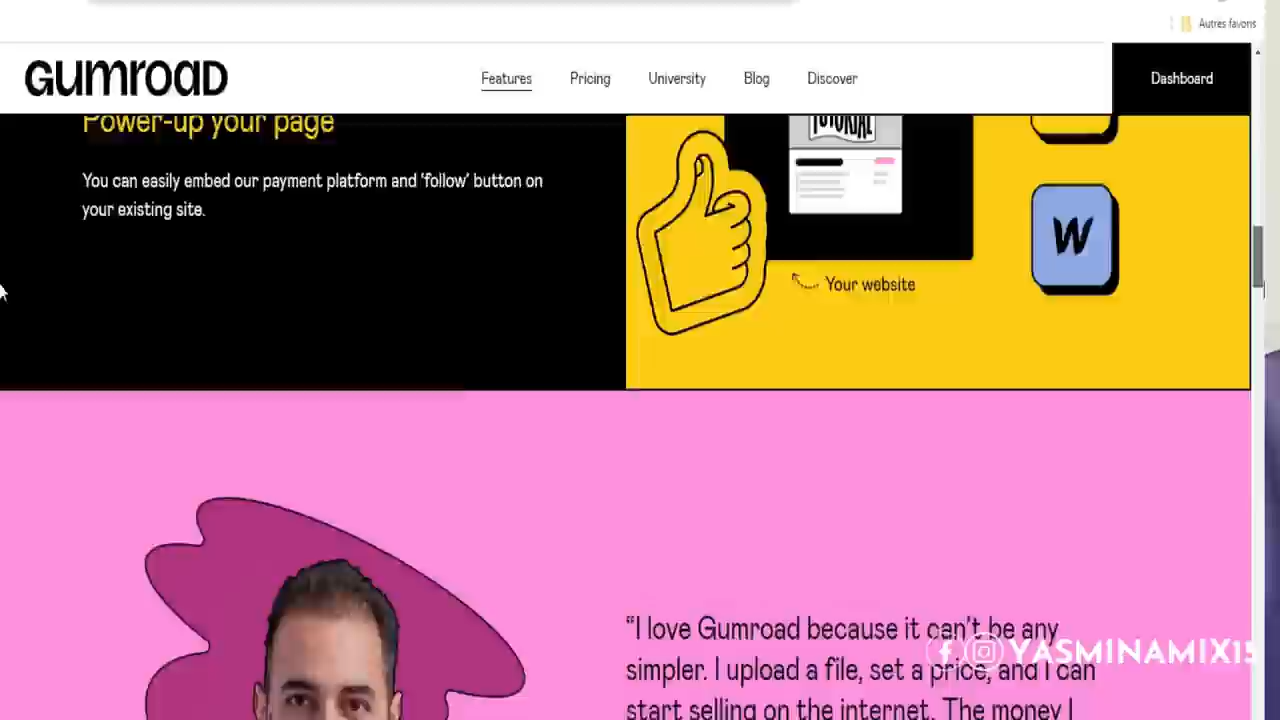 Autres favoris
GUMROAD
Features
Pricing
University
Blog
Discover
Dashboard
Power-up your page
You can easily embed our payment platform and 'follow' button on
your existing site.
TUTORIAL
W
Your website
“I love Gumroad because it can’t be any
simpler. I upload a file, set a price, and I can
start selling on the internet. The money I
YASMINAMIX15